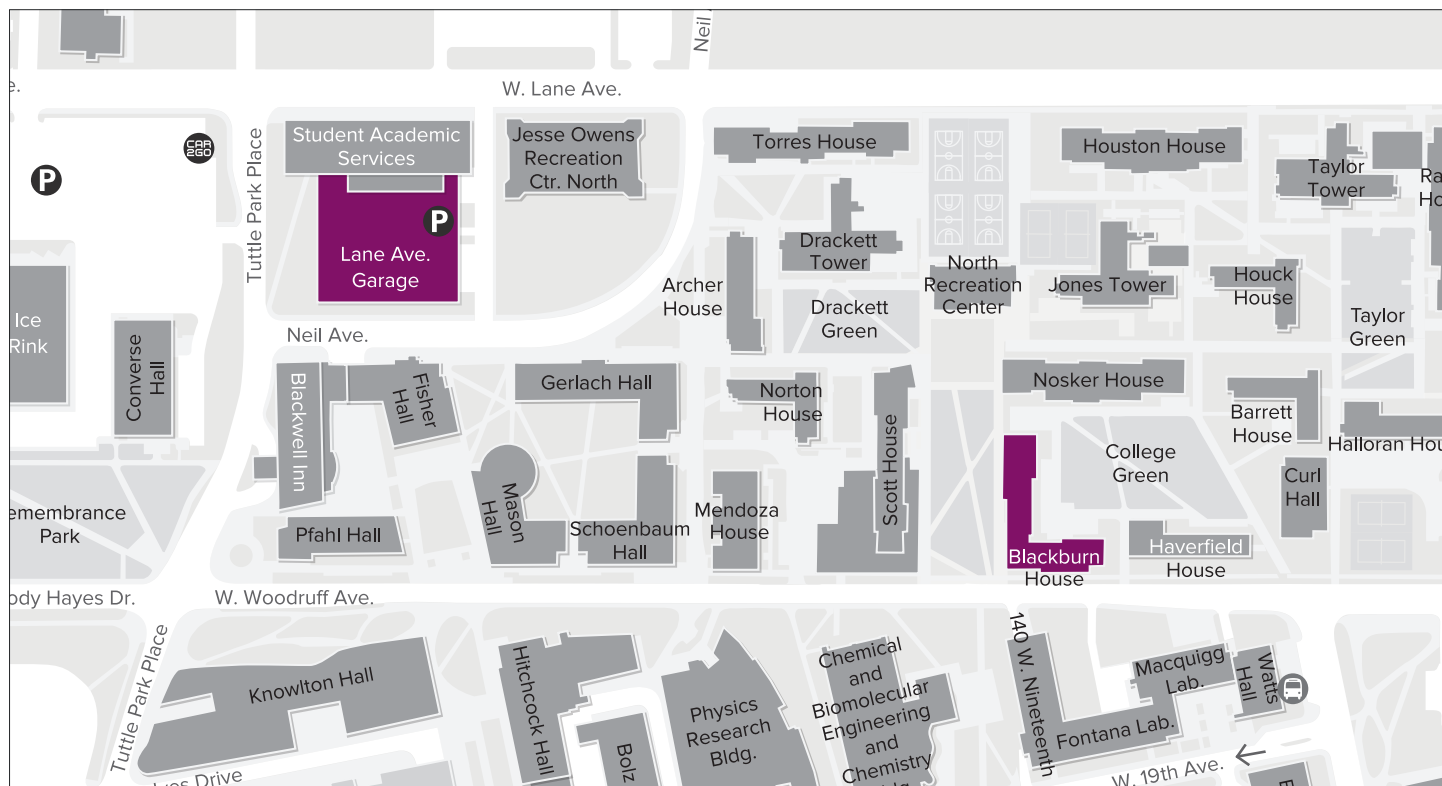 Neil
W. Lane Ave.
CAR
2GO
P
Tuttle Park Place
Student Academic
Services
Jesse Owens
Recreation
Ctr. North
Torres House
Houston House
Taylor
Tower
P
Lane Ave.
Garage
Drackett
Tower
Archer
House
North
Recreation
Center
Jones Tower
Houck
House
Drackett
Green
Taylor
Green
Ice
Rink
Neil Ave.
Converse
Hall
Blackwell Inn
Fisher
Hall
Gerlach Hall
Norton
House
Scott House
Nosker House
Barrett
House
Halloran Hou
College
Green
Curl
Hall
emembrance
Park
Pfahl Hall
Mason
Hall
Schoenbaum
Hall
Mendoza
House
Blackburn
House
Haverfield
House
ody Hayes Dr.
W. Woodruff Ave.
Tuttle Park Place
Knowlton Hall
Hitchcock Hall
Bolz
Physics
Research
Bldg.
Chemical
and
Biomolecular
Engineering
and
Chemistry
140 W. Nineteenth
Macquigg
Lab.
Watts
Hall
Fontana Lab.
W. 19th Ave.
Ives Drive